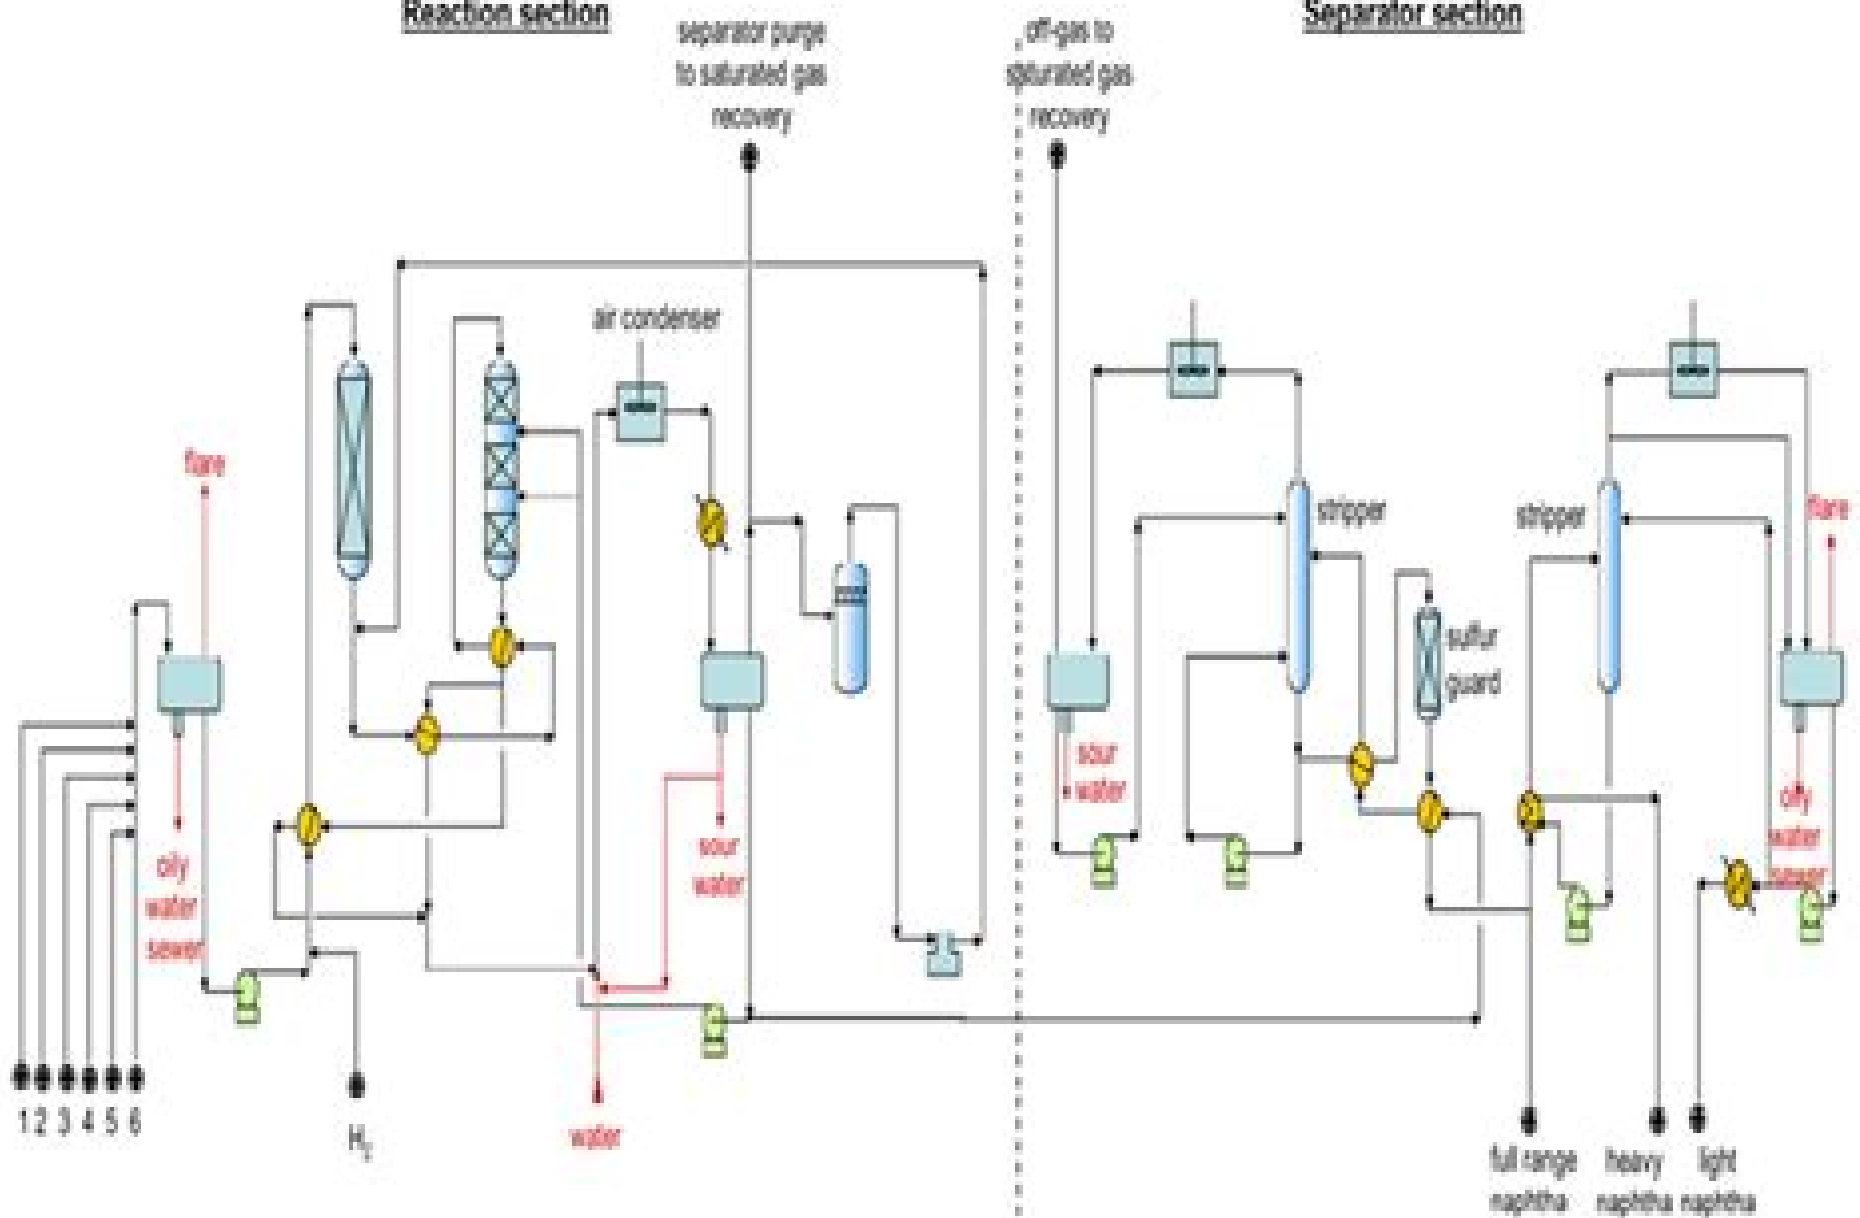 Reaction section
Separator section
separator purge
to saturated gas
recovery
off-gas to
saturated gas
recovery
air condenser
flare
stripper
stripper
flare
sulfur
guard
sour
water
oily
water
sewer
sour
water
oily
water
sewer
1 2 3 4 5 6
H₂
water
full range
naphtha
heavy
naphtha
light
naphtha